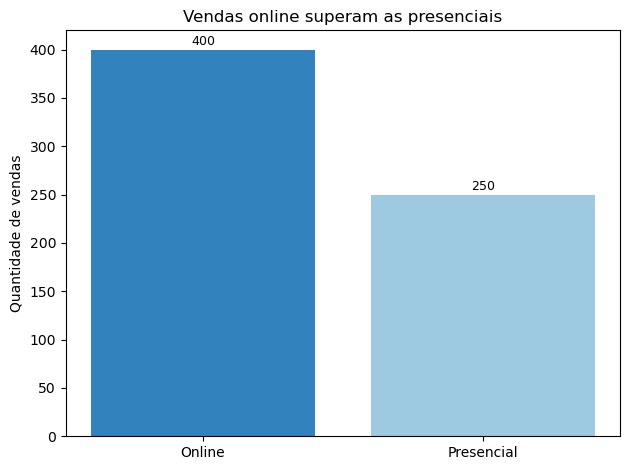 Vendas online superam as presenciais
Quantidade de vendas
400
350
300
250
200
150
100
50
0
400
250
Online
Presencial